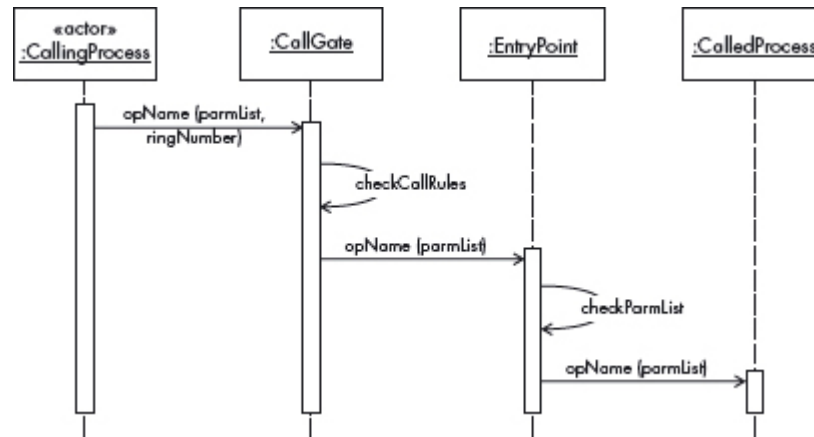 «actor»
:CallingProcess
:CallGate
:EntryPoint
:CalledProcess
opName (parmList,
ringNumber)
checkCallRules
opName (parmList)
checkParmList
opName (parmList)